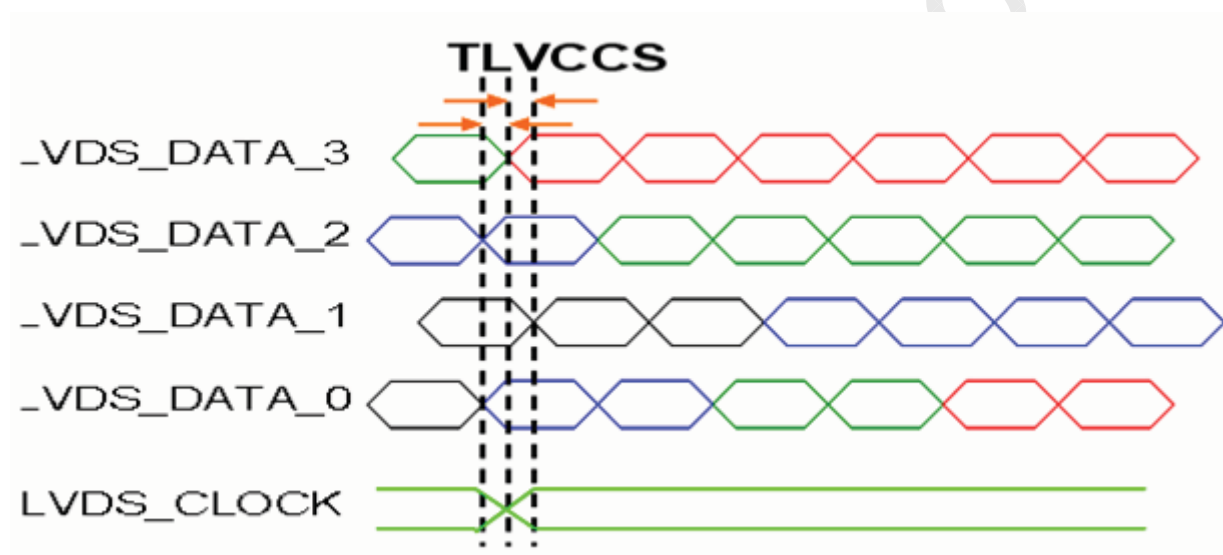 TLVCCS
_VDS_DATA_3
_VDS_DATA_2
_VDS_DATA_1
_VDS_DATA_0
LVDS_CLOCK